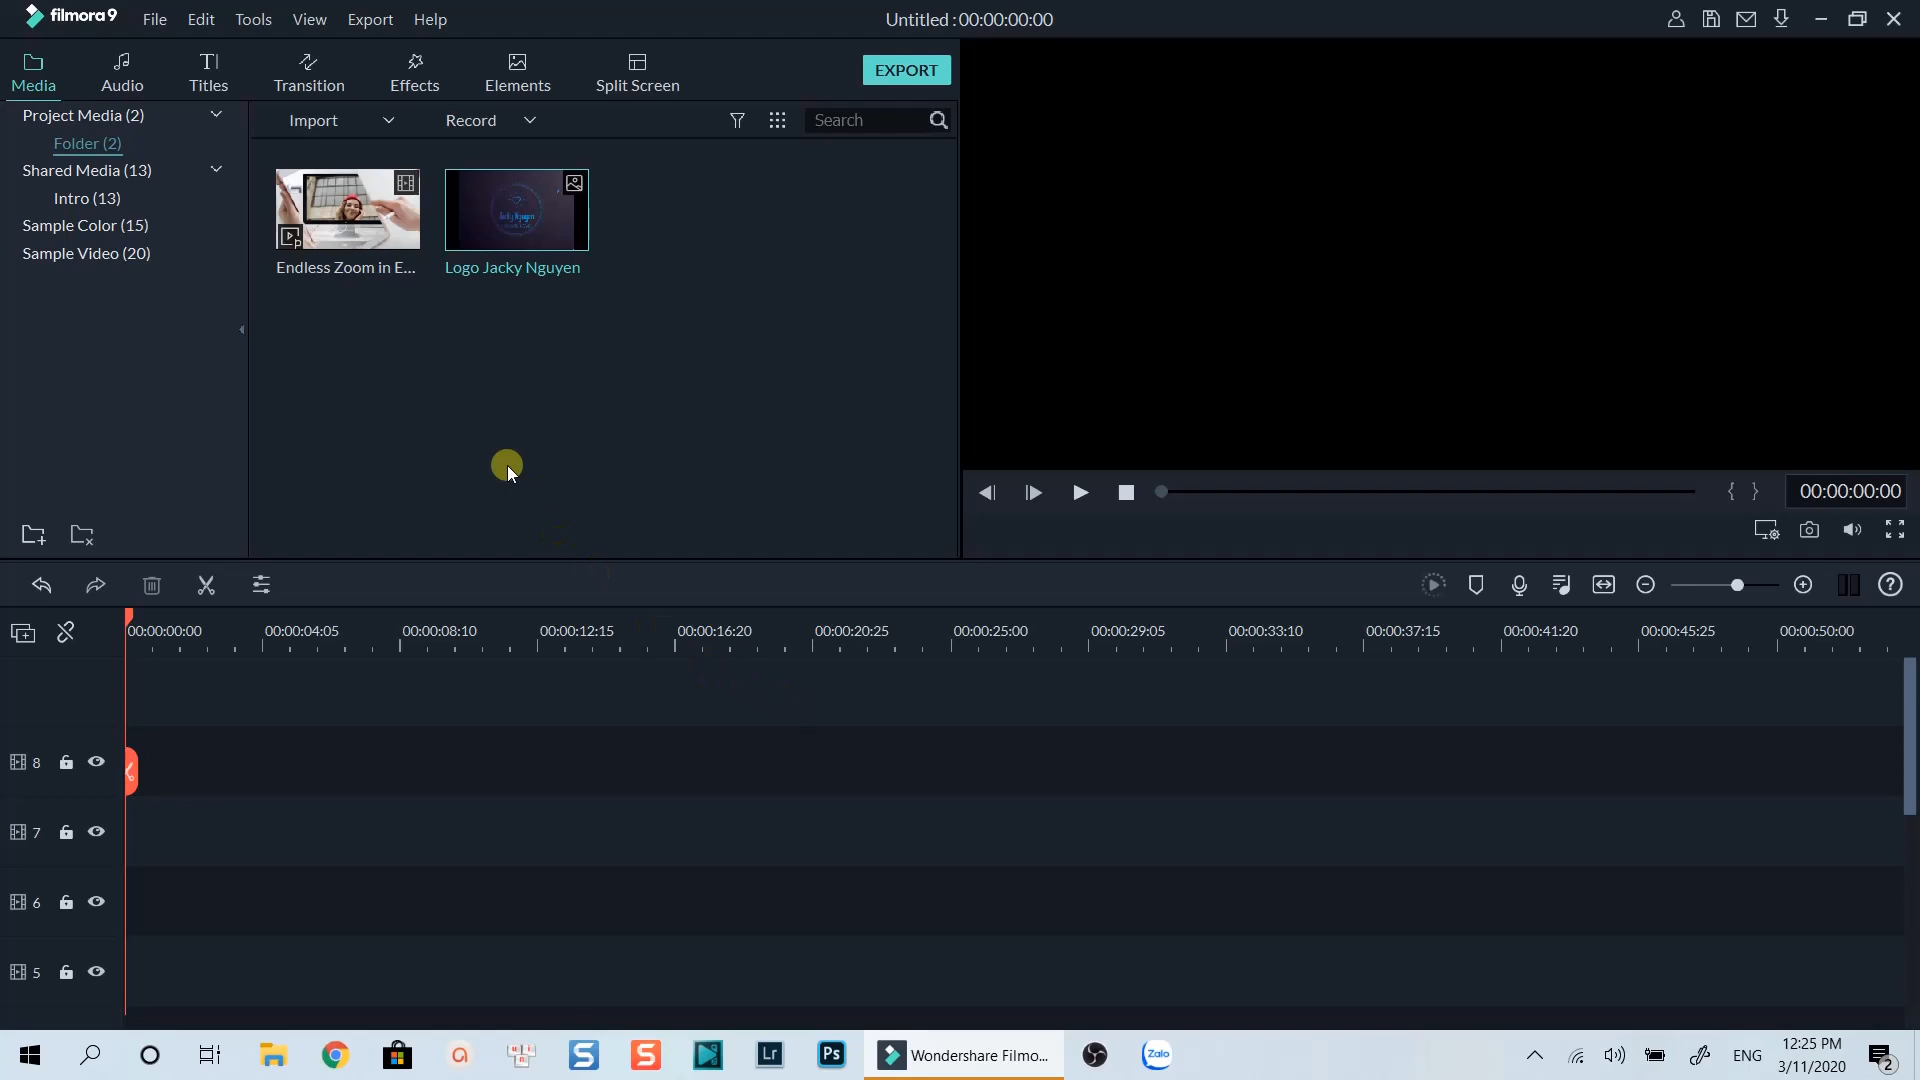 filmora9 File Edit Tools View Export Help Untitled : 00:00:00:00
Media Audio Titles Transition Effects Elements Split Screen EXPORT
Project Media (2) Import Record Search
Folder (2)
Shared Media (13)
Intro (13)
Sample Color (15)
Sample Video (20)
Jacky Nguyen
Endless Zoom in E... Logo Jacky Nguyen
00:00:00:00
00:00:00:00 00:00:04:05 00:00:08:10 00:00:12:15 00:00:16:20 00:00:20:25 00:00:25:00 00:00:29:05 00:00:33:10 00:00:37:15 00:00:41:20 00:00:45:25 00:00:50:00
8
7
6
5
Lr Ps Wondershare Filmo... Zalo ENG 12:25 PM
3/11/2020 2